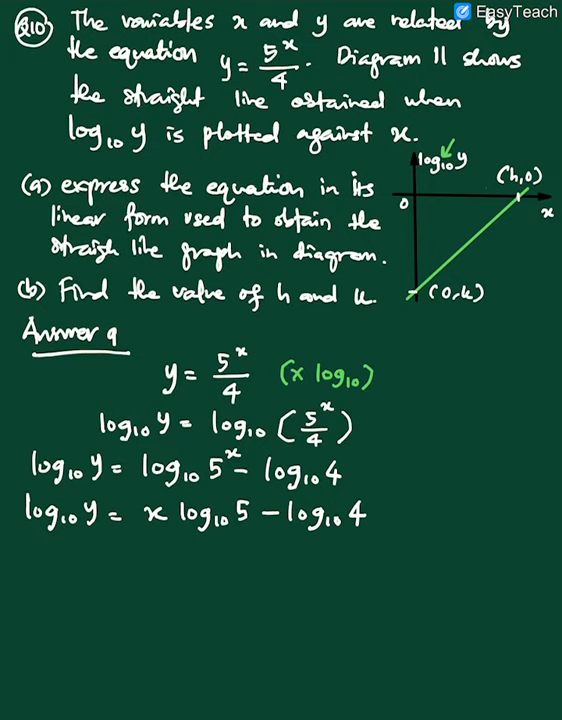 EasyTeach
Q10 The variables x and y are related by
the equation y = 5^x/4. Diagram 11 shows
the straight line obtained when
log₁₀ y is plotted against x.
(a) express the equation in its
linear form used to obtain the
straigh line graph in diagram.
(b) Find the value of h and k.
log₁₀ y
(h,0)
0
x
(0,k)
Answer a
y = 5^x/4 (x log₁₀)
log₁₀ y = log₁₀ (5^x/4)
log₁₀ y = log₁₀ 5^x - log₁₀ 4
log₁₀ y = x log₁₀ 5 - log₁₀ 4